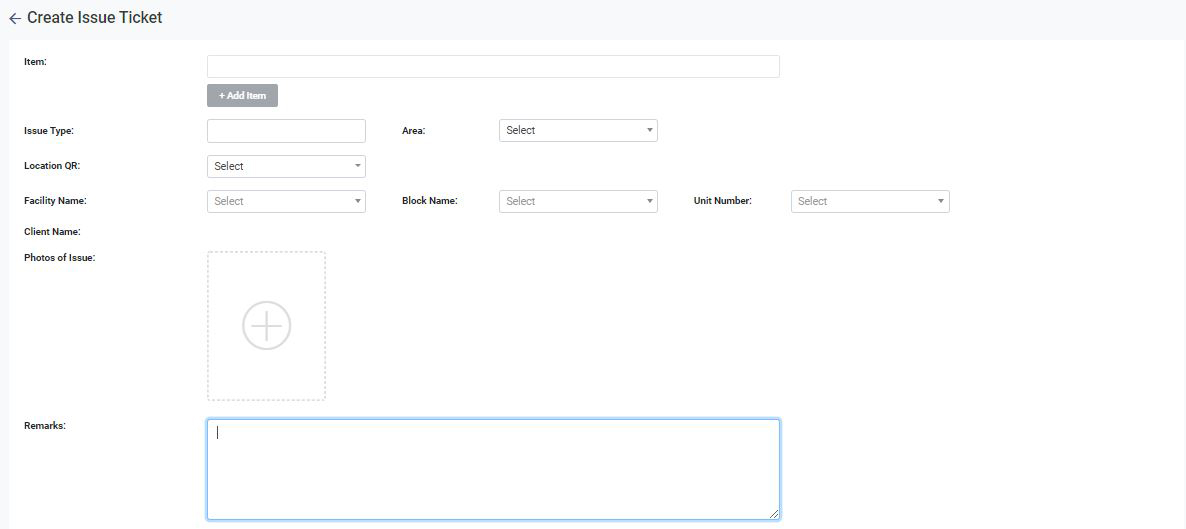 Create Issue Ticket
Item:
+ Add Item
Issue Type:
Area:
Select
Location QR:
Select
Facility Name:
Select
Block Name:
Select
Unit Number:
Select
Client Name:
Photos of Issue:
Remarks: